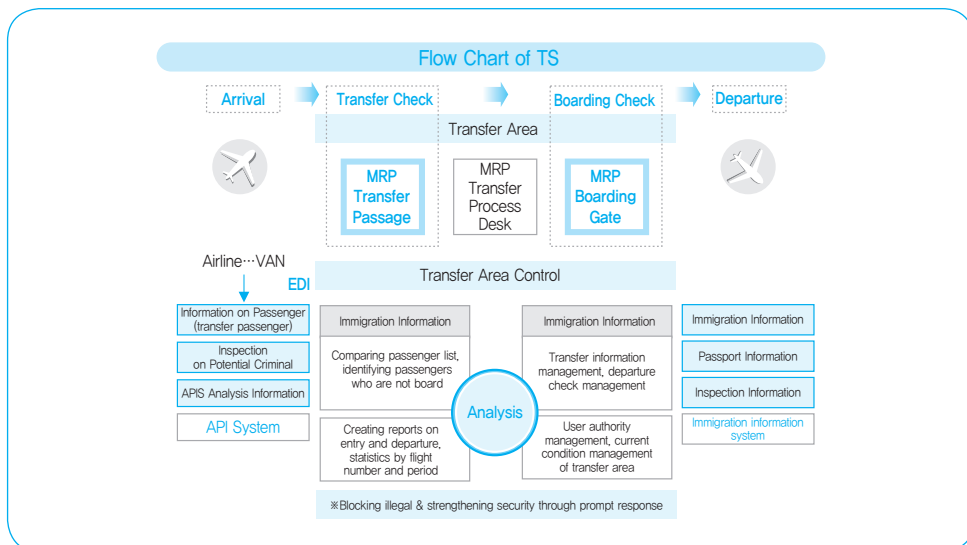 Flow Chart of TS
Arrival
Transfer Check
Boarding Check
Departure
Transfer Area
MRP
Transfer
Passage
MRP
Transfer
Process
Desk
MRP
Boarding
Gate
Airline···VAN
EDI
Transfer Area Control
Information on Passenger
(transfer passenger)
Inspection
on Potential Criminal
APIS Analysis Information
API System
Immigration Information
Comparing passenger list,
identifying passengers
who are not board
Creating reports on
entry and departure,
statistics by flight
number and period
Analysis
Immigration Information
Transfer information
management, departure
check management
User authority
management, current
condition management
of transfer area
Immigration Information
Passport Information
Inspection Information
Immigration information
system
※Blocking illegal & strengthening security through prompt response